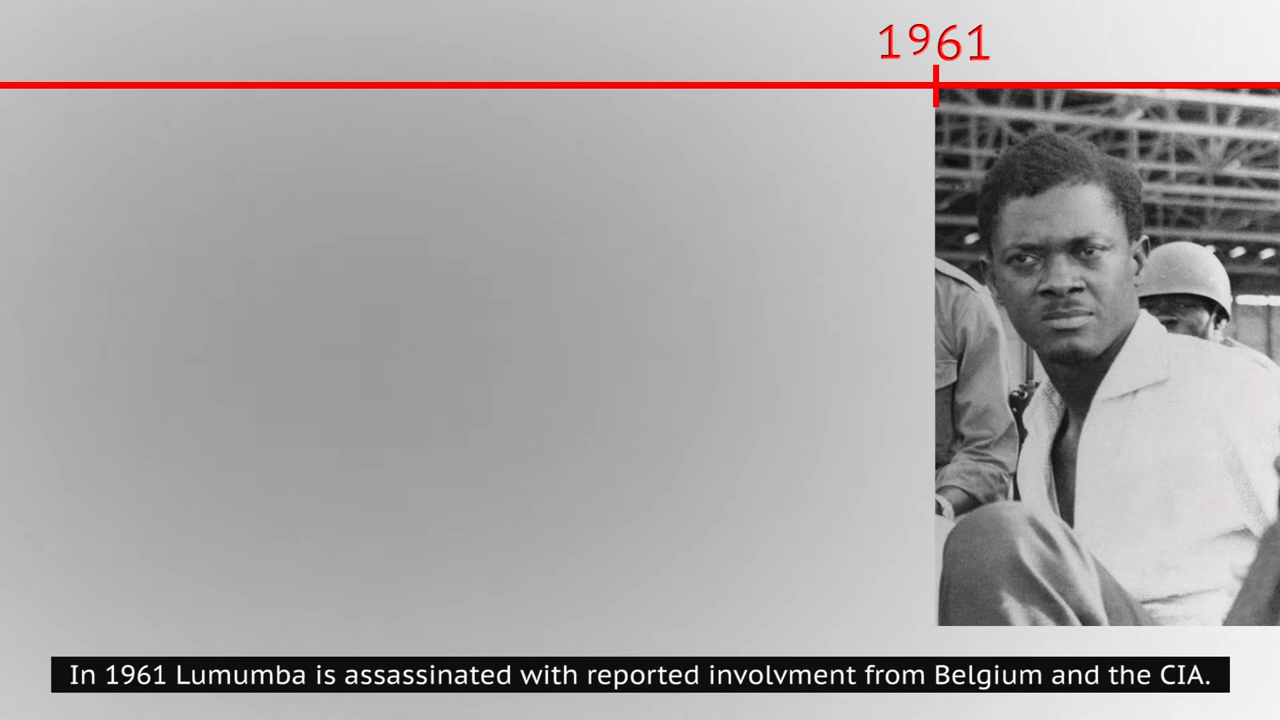 1961
In 1961 Lumumba is assassinated with reported involvment from Belgium and the CIA.